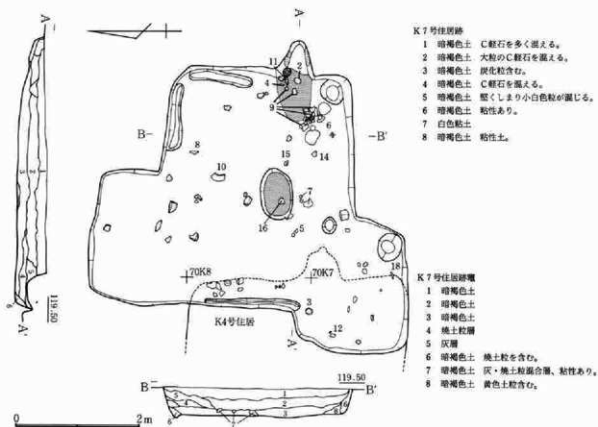 K7号住居跡
1 暗褐色土 C軽石を多く混える。
2 暗褐色土 大粒のC軽石を混える。
3 暗褐色土 炭化粒含む。
4 暗褐色土 C軽石を混える。
5 暗褐色土 堅くしまり小白色粒が混じる。
6 暗褐色土 粘性あり。
7 白色粘土
8 暗褐色土 粘性土。
K7号住居跡竈
1 暗褐色土
2 暗褐色土
3 暗褐色土
4 焼土粒層
5 灰層
6 暗褐色土 焼土粒を含む。
7 暗褐色土 灰・焼土粒混合層、粘性あり。
8 暗褐色土 黄色土粒含む。
A
A
11
2
4
9
6
B
B'
8
14
10
15
7
16
5
18
70K8
70K7
3
K4号住居
12
A'
A'
119.50
B
119.50
B'
1
2
3
0
2m